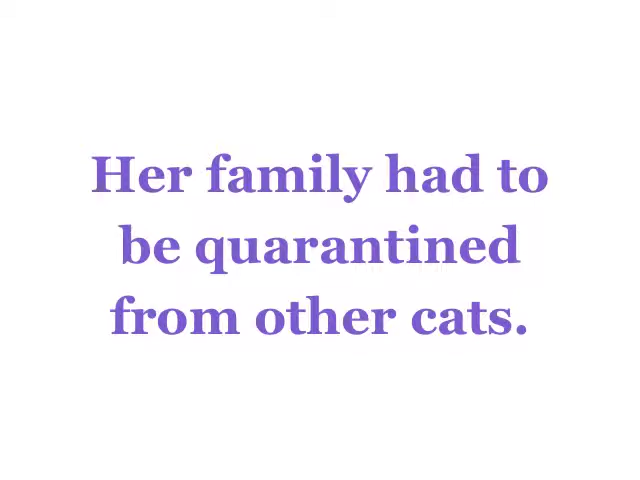 Her family had to
be quarantined
from other cats.